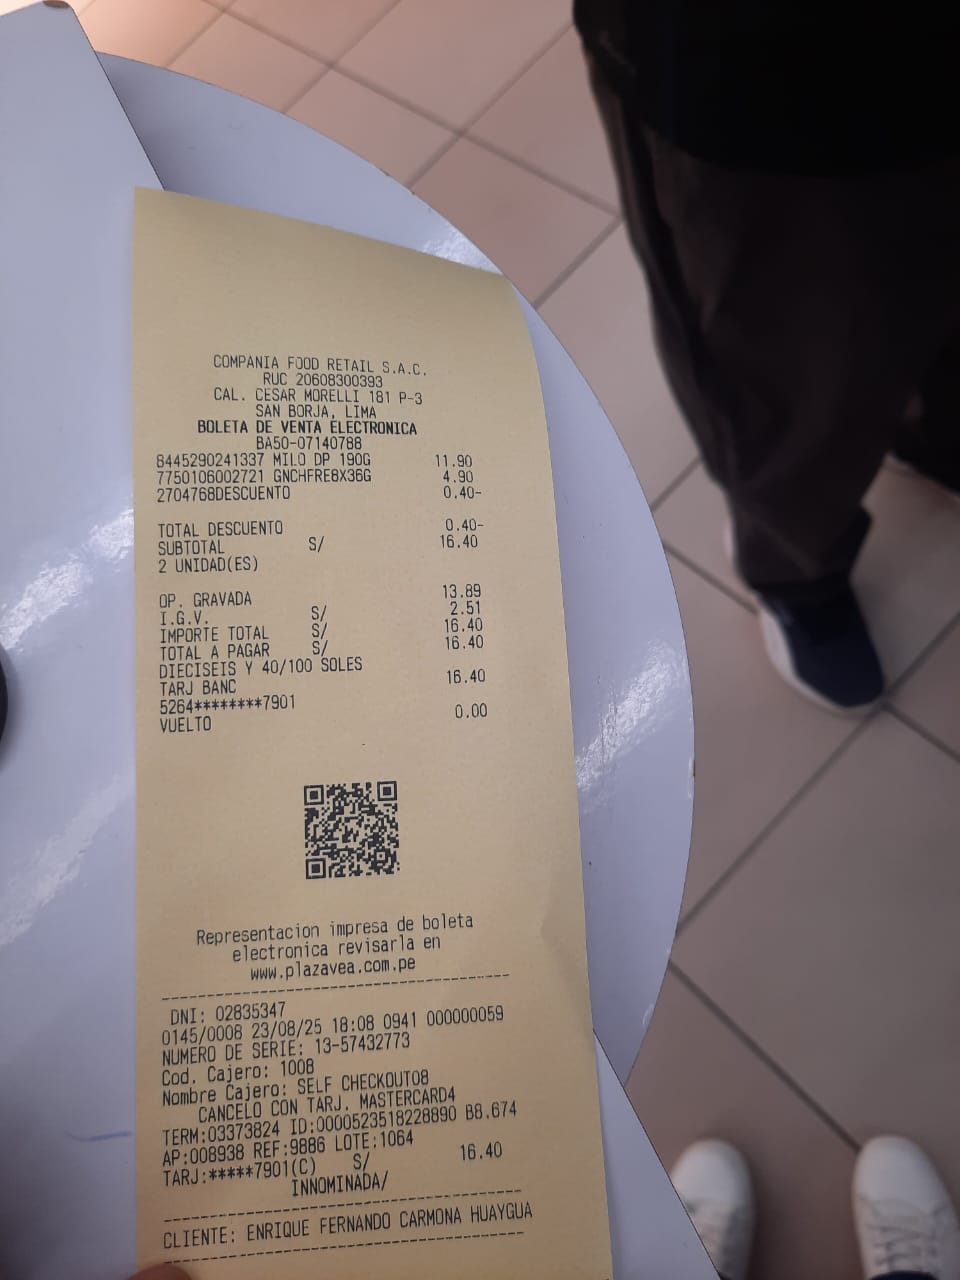 COMPANIA FOOD RETAIL S.A.C.
RUC 20608300393
CAL. CESAR MORELLI 181 P-3
SAN BORJA, LIMA
BOLETA DE VENTA ELECTRONICA
BA50-07140788
8445290241337 MILO DP 190G 11.90
7750106002721 GNCHFRE8X36G 4.90
2704768DESCUENTO 0.40-
TOTAL DESCUENTO 0.40-
SUBTOTAL S/ 16.40
2 UNIDAD(ES)
OP. GRAVADA 13.89
I.G.V. S/ 2.51
IMPORTE TOTAL S/ 16.40
TOTAL A PAGAR S/ 16.40
DIECISEIS Y 40/100 SOLES
TARJ BANC 16.40
5264********7901
VUELTO 0.00
Representacion impresa de boleta
electronica revisarla en
www.plazavea.com.pe
DNI: 02835347
0145/0008 23/08/25 18:08 0941 000000059
NUMERO DE SERIE: 13-57432773
Cod. Cajero: 1008
Nombre Cajero: SELF CHECKOUT08
CANCELO CON TARJ. MASTERCARD4
TERM:03373824 ID:0000523518228890 B8.674
AP:008938 REF:9886 LOTE:1064
TARJ:*****7901(C) S/ 16.40
INNOMINADA/
CLIENTE: ENRIQUE FERNANDO CARMONA HUAYGUA